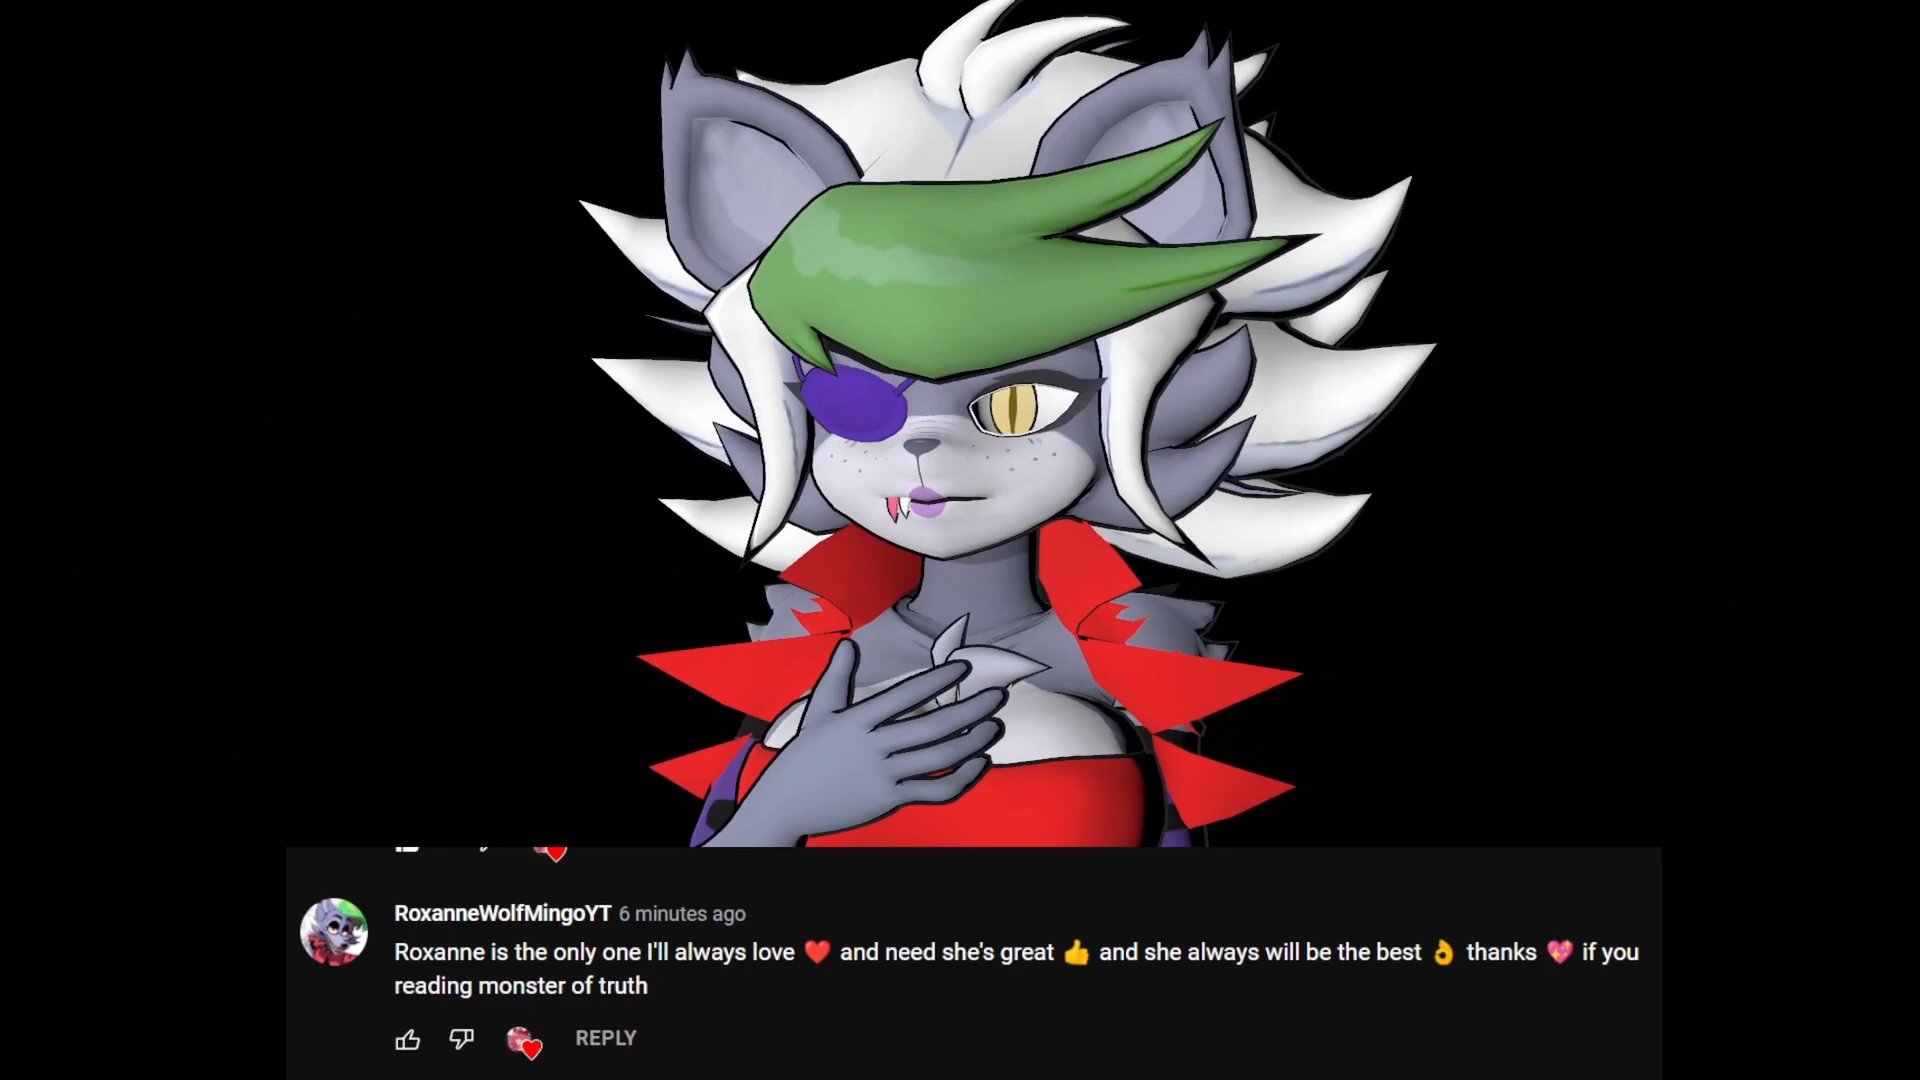 RoxanneWolfMingoYT 6 minutes ago
Roxanne is the only one I'll always love ❤️ and need she's great 👍 and she always will be the best 👌 thanks 💖 if you
reading monster of truth
REPLY